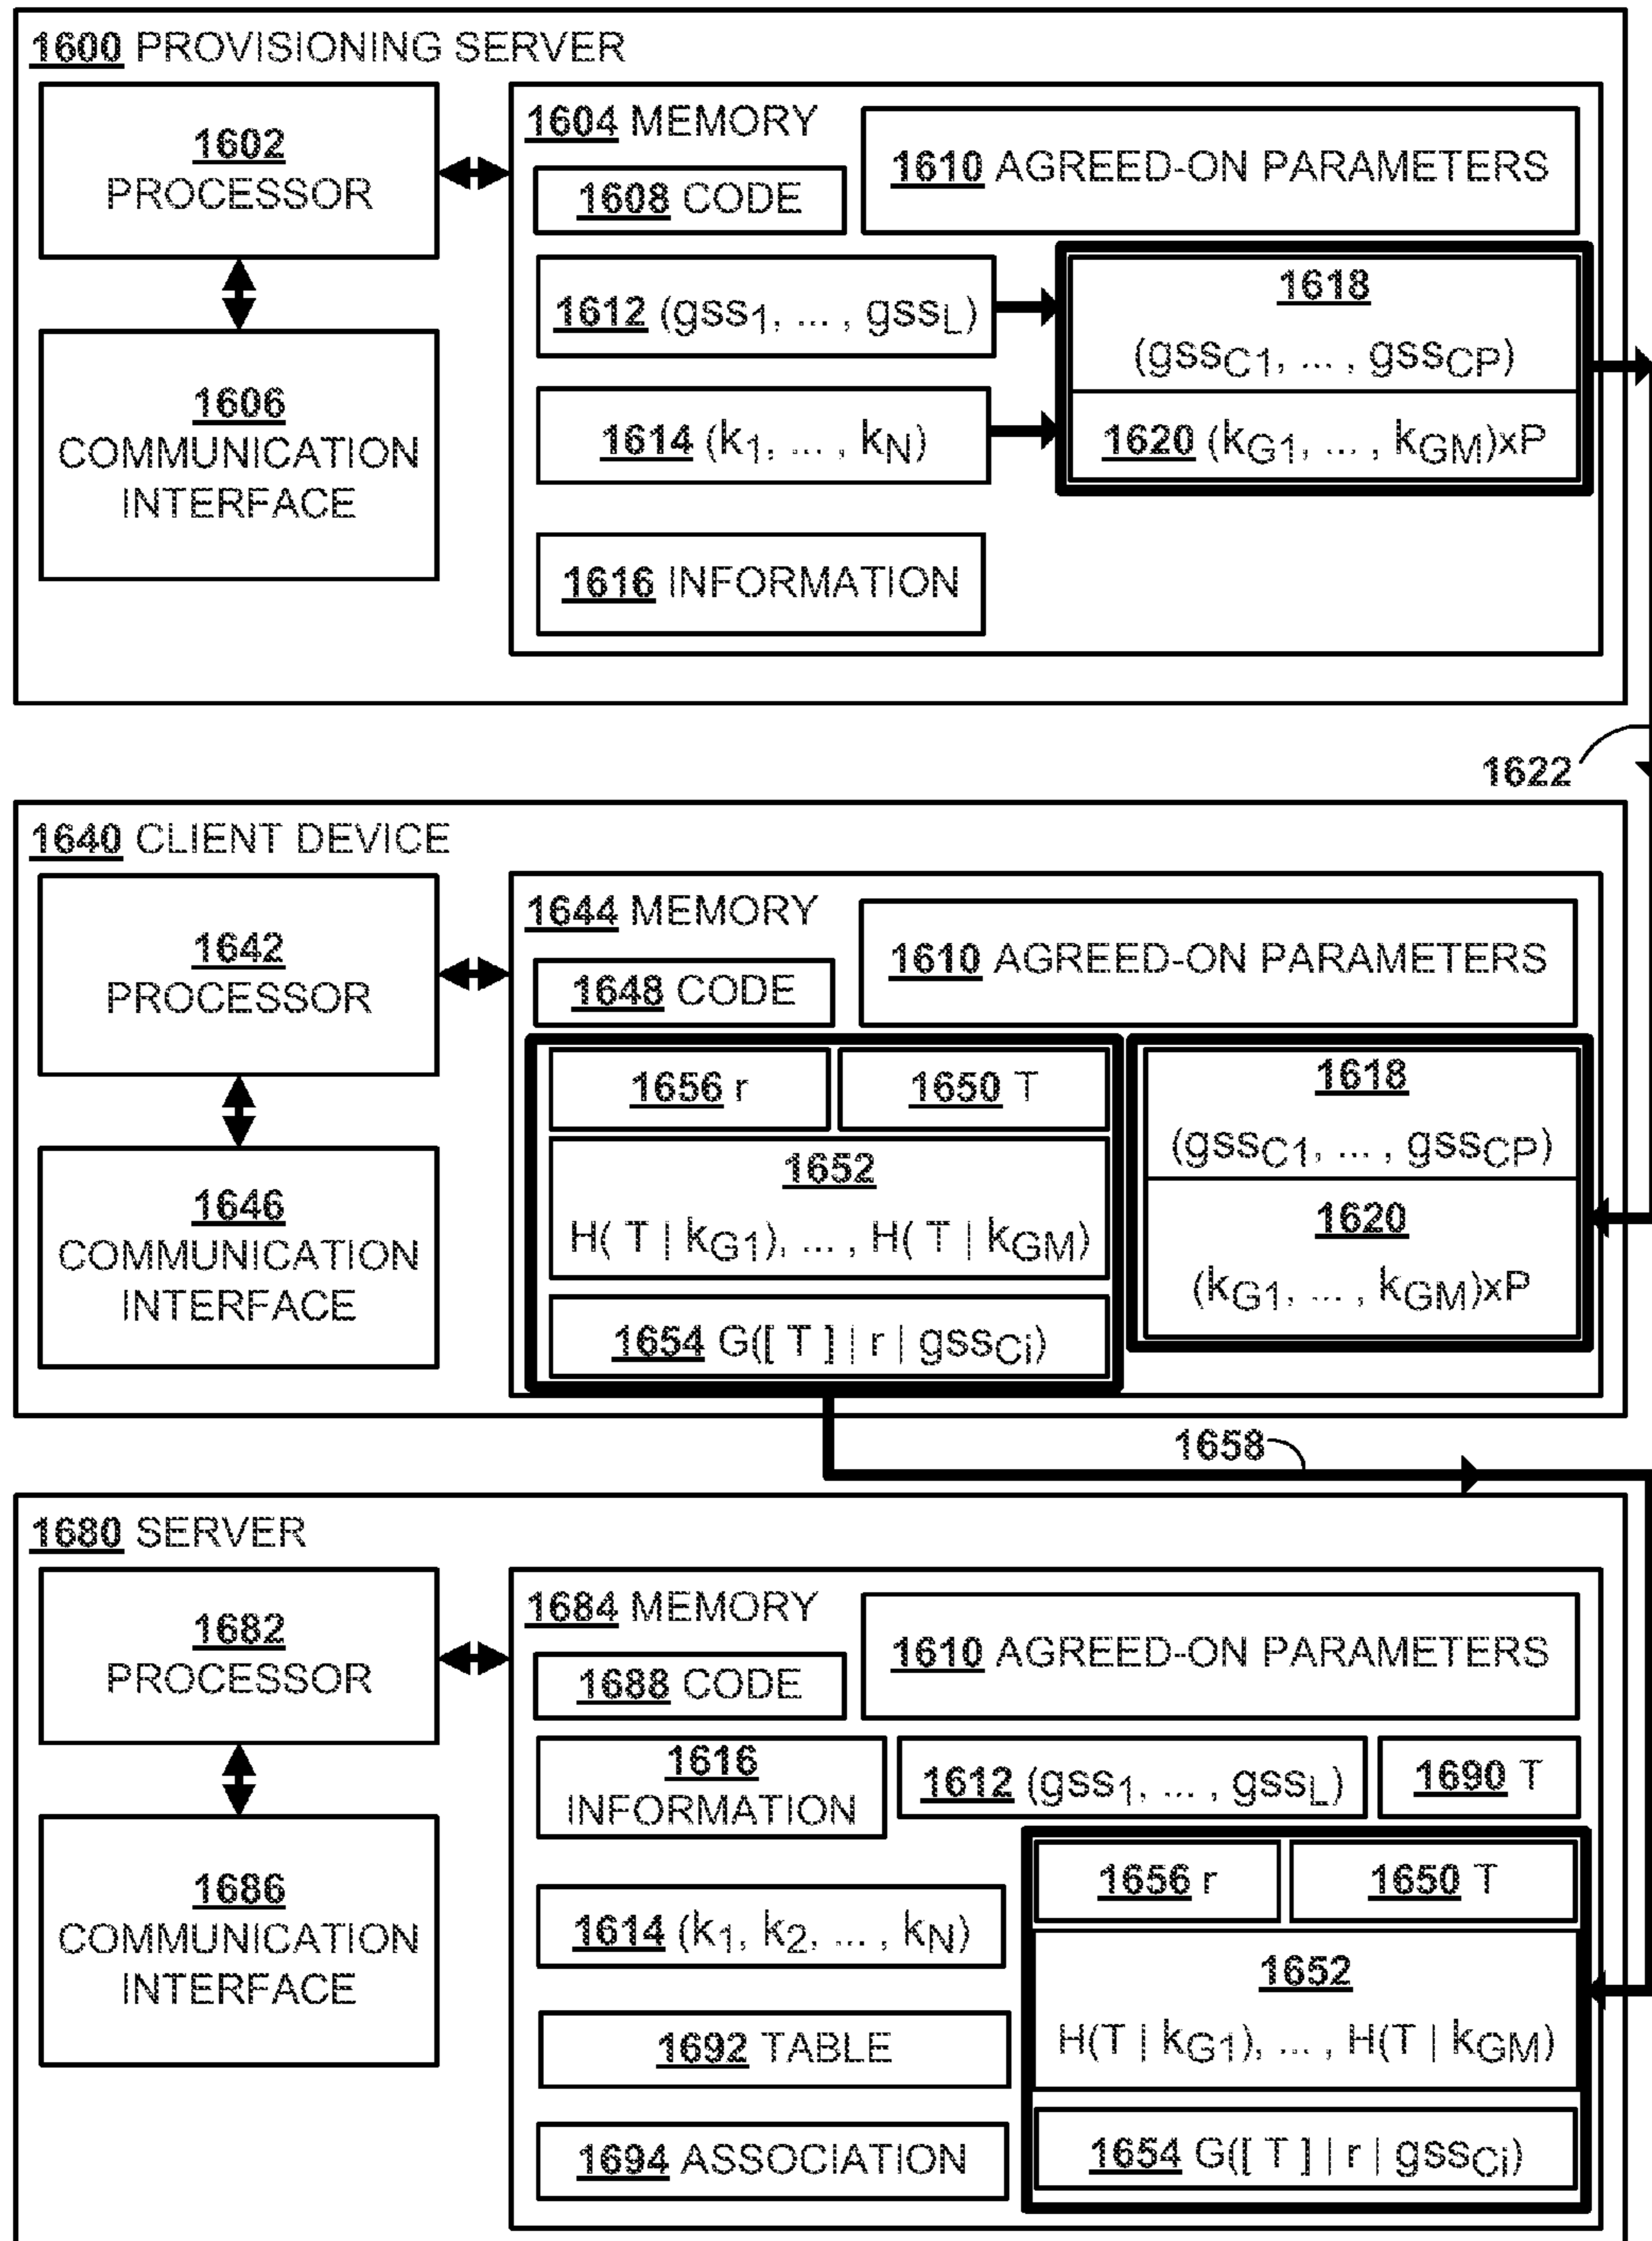 1600 PROVISIONING SERVER
1602
PROCESSOR
1606
COMMUNICATION
INTERFACE
1604 MEMORY
1608 CODE
1610 AGREED-ON PARAMETERS
1612 (gss1, ... , gssL)
1614 (k1, ... , kN)
1616 INFORMATION
1618
(gssC1, ... , gssCP)
1620 (kG1, ... , kGM)xP
1622
1640 CLIENT DEVICE
1642
PROCESSOR
1646
COMMUNICATION
INTERFACE
1644 MEMORY
1648 CODE
1610 AGREED-ON PARAMETERS
1656 r
1650 T
1652
H( T | kG1), ... , H( T | kGM)
1654 G([ T ] | r | gssCi)
1618
(gssC1, ... , gssCP)
1620
(kG1, ... , kGM)xP
1658
1680 SERVER
1682
PROCESSOR
1686
COMMUNICATION
INTERFACE
1684 MEMORY
1688 CODE
1610 AGREED-ON PARAMETERS
1616
INFORMATION
1612 (gss1, ... , gssL)
1690 T
1614 (k1, k2, ... , kN)
1692 TABLE
1694 ASSOCIATION
1656 r
1650 T
1652
H(T | kG1), ... , H(T | kGM)
1654 G([ T ] | r | gssCi)